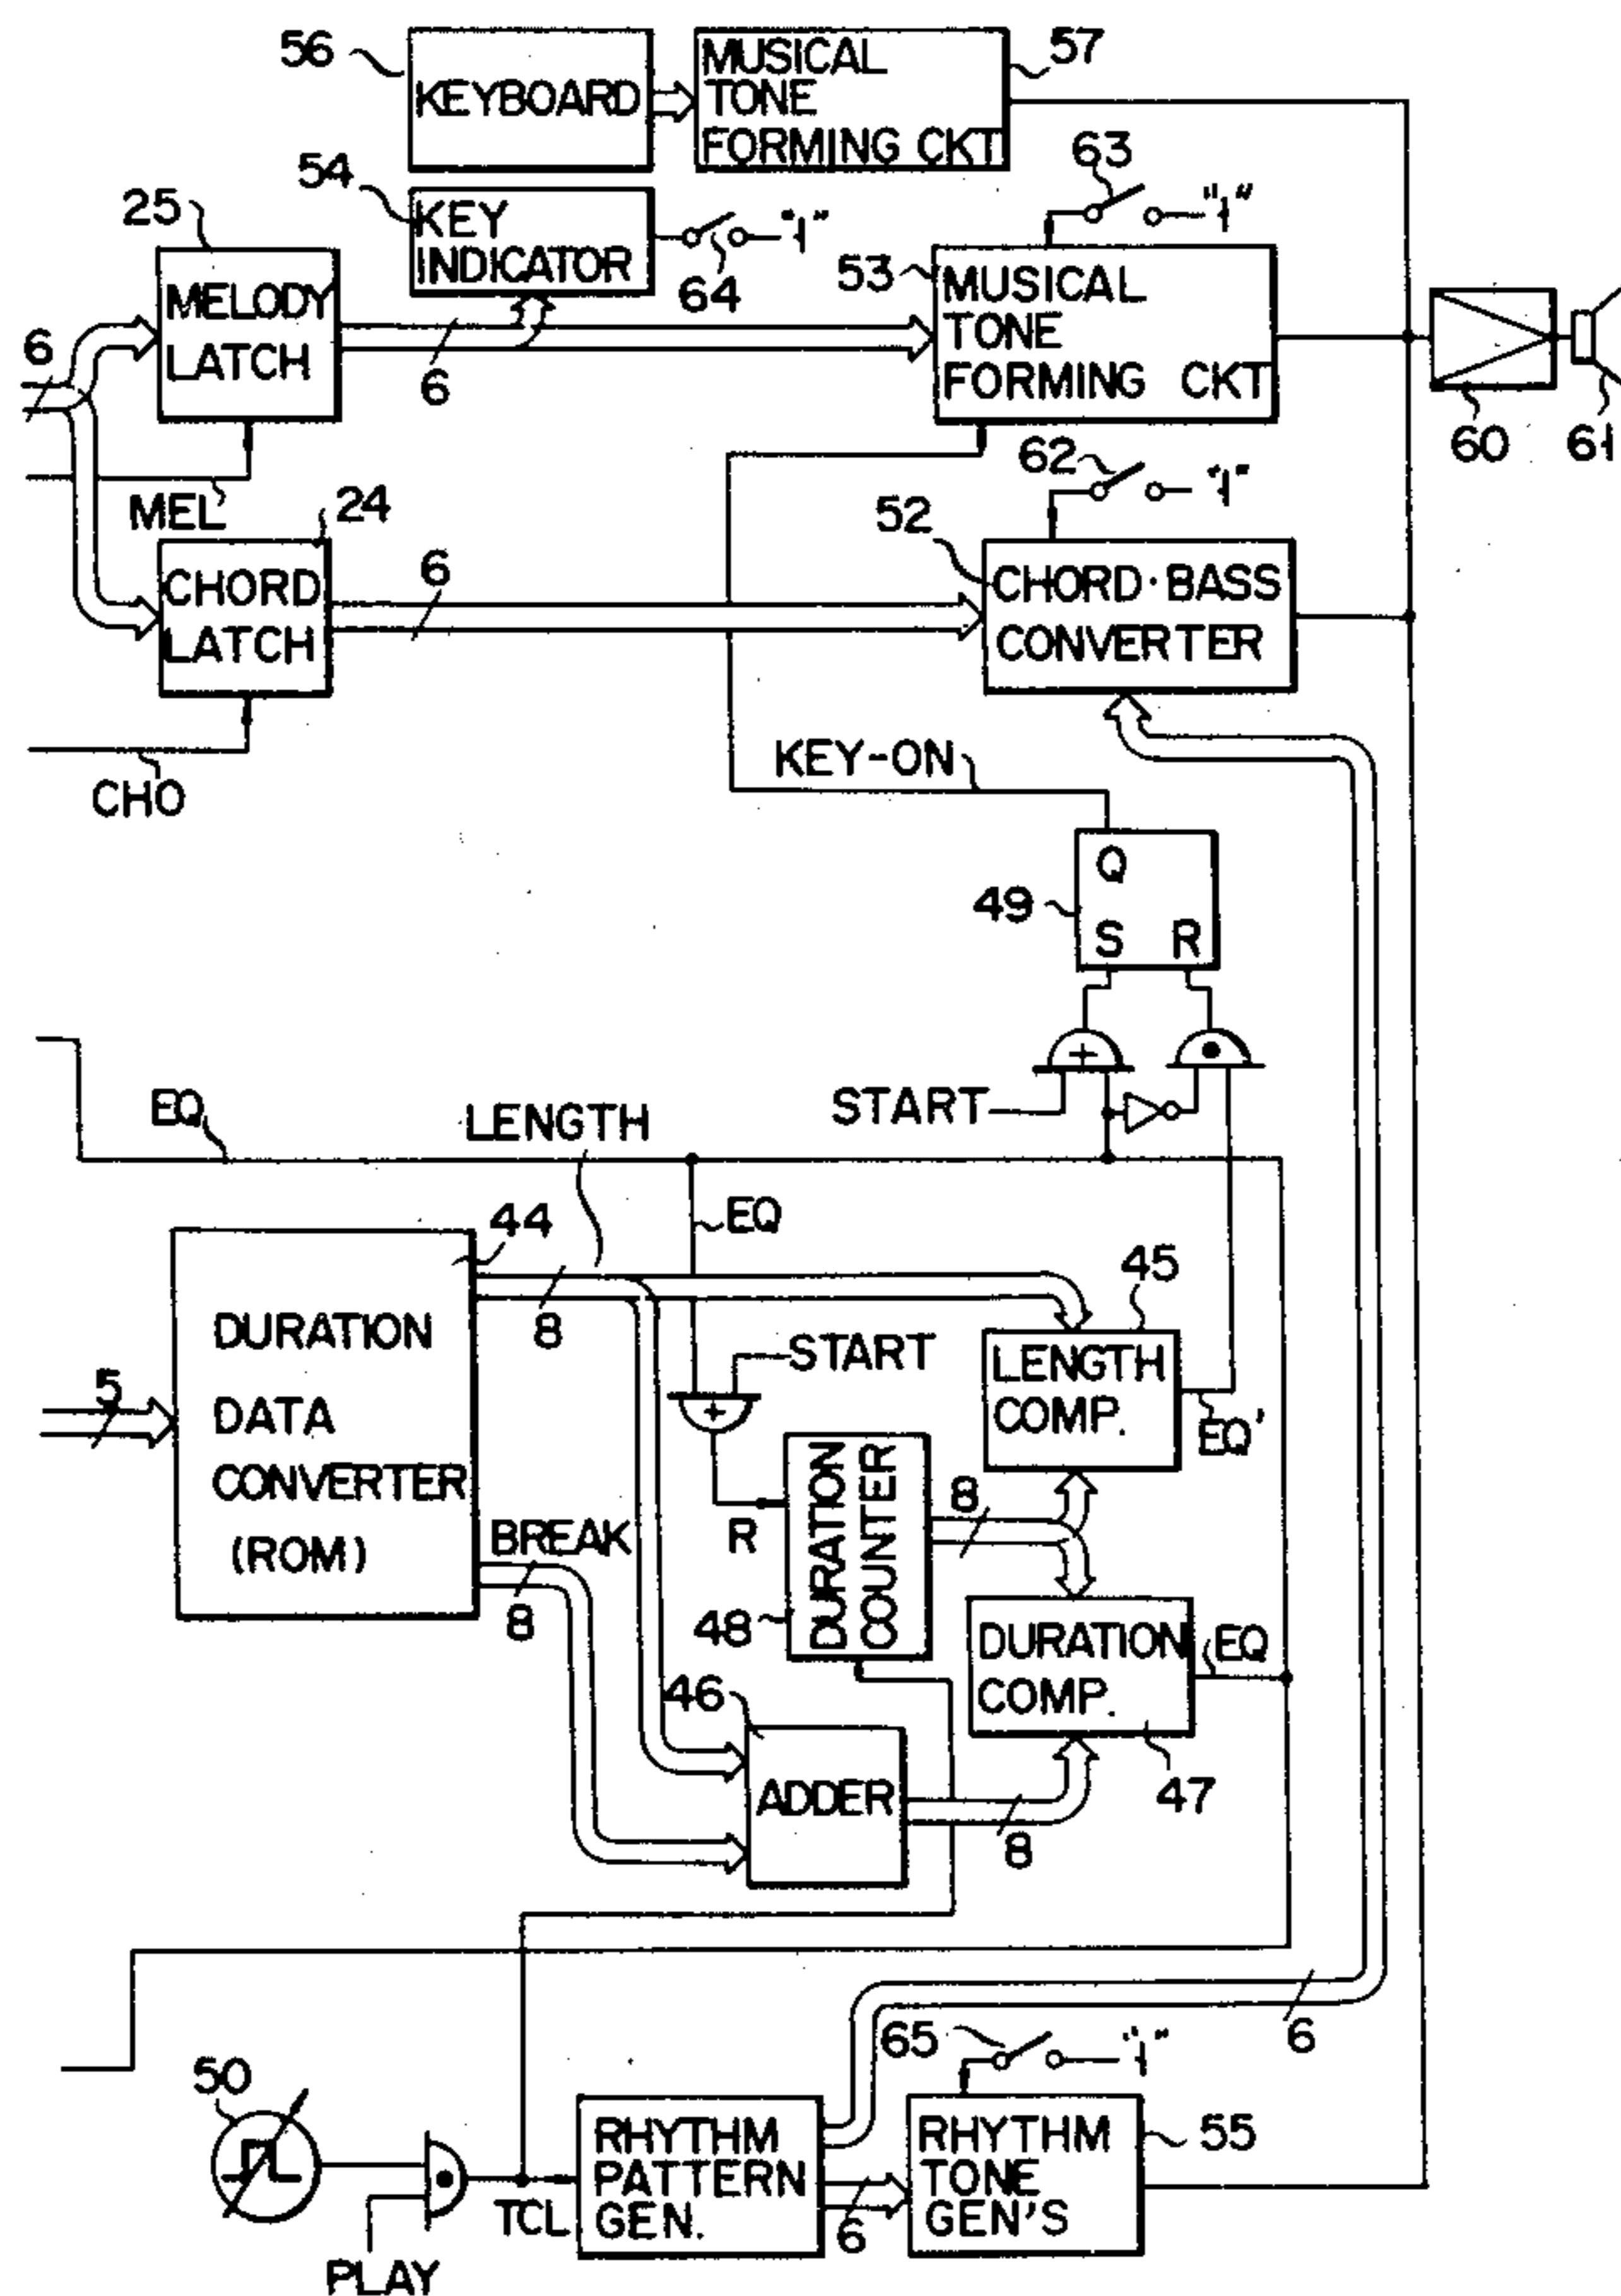 56
KEYBOARD
MUSICAL
TONE
FORMING CKT
57
54
KEY
INDICATOR
64
"1"
63
"1"
25
MELODY
LATCH
6
6
MEL
53
MUSICAL
TONE
FORMING CKT
60
61
62
"1"
24
CHORD
LATCH
6
CHO
52
CHORD·BASS
CONVERTER
KEY-ON
49
Q
S R
START
EQ
LENGTH
EQ
44
DURATION
DATA
CONVERTER
(ROM)
5
8
START
45
LENGTH
COMP.
EQ'
R
DURATION
COUNTER
48
8
BREAK
8
DURATION
COMP.
EQ
47
46
ADDER
8
6
65
"1"
50
PLAY
TCL
RHYTHM
PATTERN
GEN.
6
RHYTHM
TONE
GEN'S
55